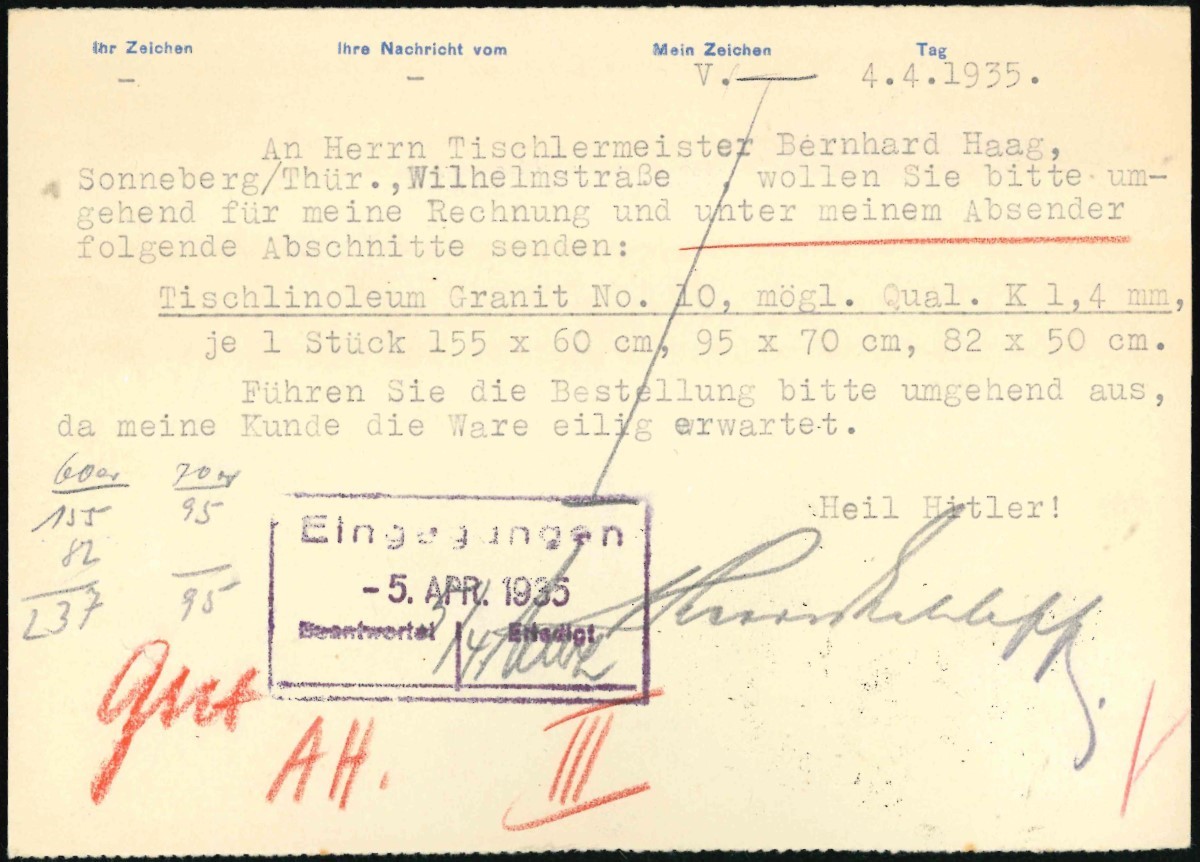 Ihr Zeichen Ihre Nachricht vom Mein Zeichen Tag
— — V. — 4.4.1935.
An Herrn Tischlermeister Bernhard Haag,
Sonneberg/Thür.,Wilhelmstraße , wollen Sie bitte um-
gehend für meine Rechnung und unter meinem Absender
folgende Abschnitte senden:
Tischlinoleum Granit No. 10, mögl. Qual. K 1,4 mm,
je 1 Stück 155 x 60 cm, 95 x 70 cm, 82 x 50 cm.
Führen Sie die Bestellung bitte umgehend aus,
da meine Kunde die Ware eilig erwartet.
60er 70er
155 95
82
237 95
Heil Hitler!
Eingegangen
-5. APR. 1935
Beantwortet Erledigt
AH. III